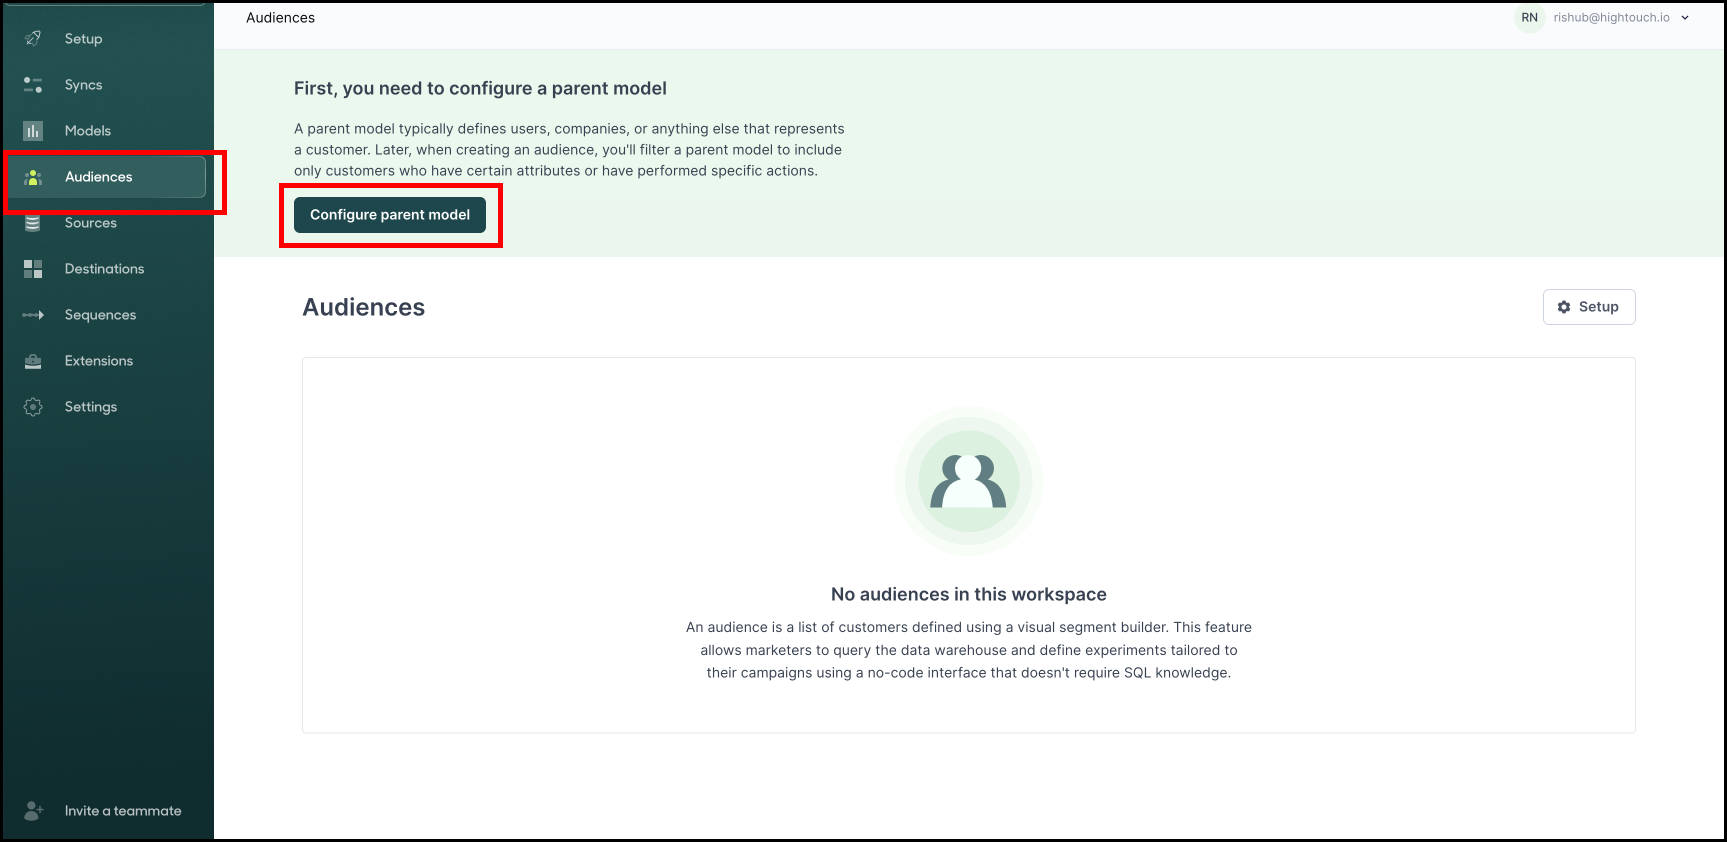 Setup
Syncs
Models
Audiences
Sources
Destinations
Sequences
Extensions
Settings
Invite a teammate
Audiences
RN rishub@hightouch.io
First, you need to configure a parent model
A parent model typically defines users, companies, or anything else that represents
a customer. Later, when creating an audience, you'll filter a parent model to include
only customers who have certain attributes or have performed specific actions.
Configure parent model
Audiences
Setup
No audiences in this workspace
An audience is a list of customers defined using a visual segment builder. This feature
allows marketers to query the data warehouse and define experiments tailored to
their campaigns using a no-code interface that doesn't require SQL knowledge.